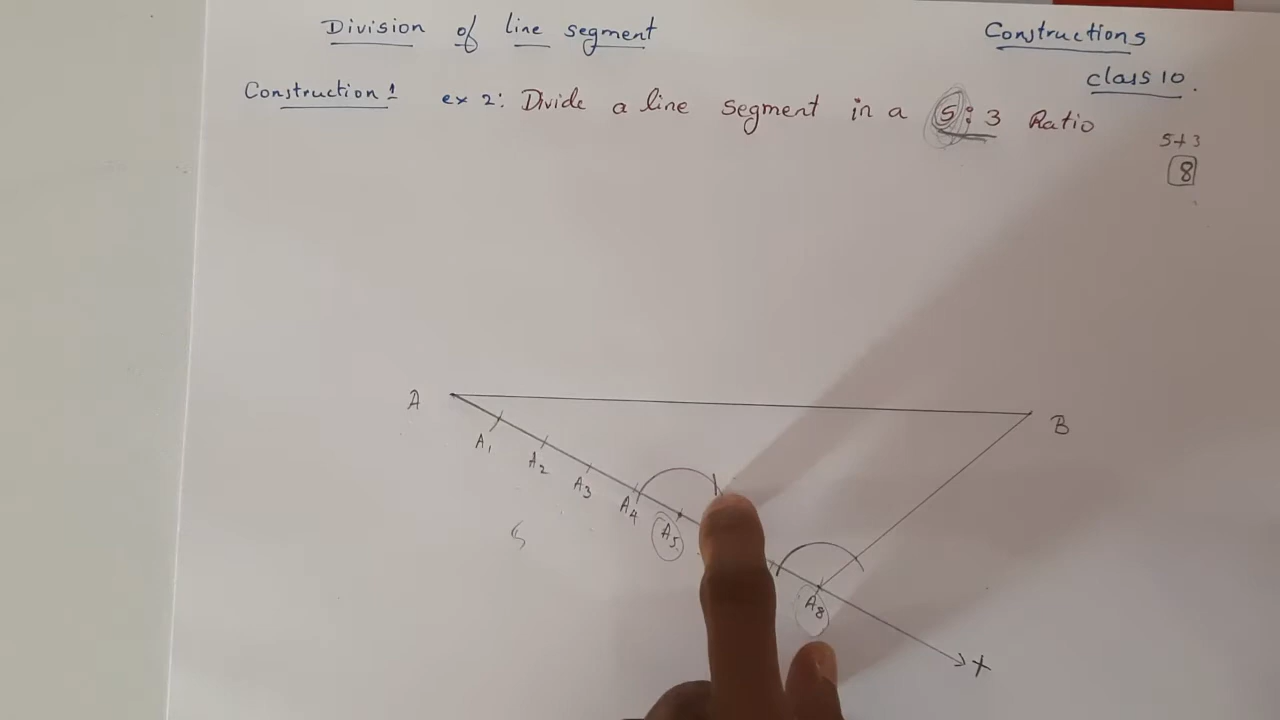 Division of line segment
Constructions
class 10.
Construction 1 ex 2: Divide a line segment in a 5:3 Ratio
5+3
8
A
B
A1
A2
A3
A4
A5
A8
X